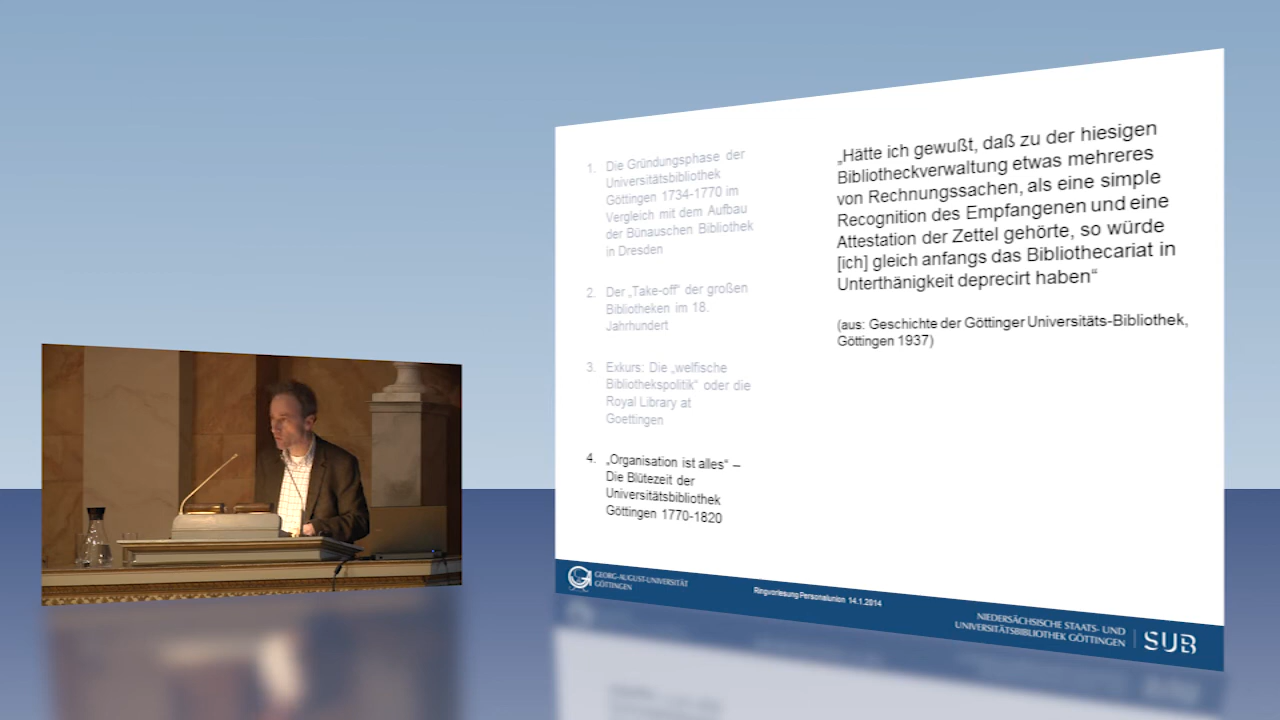 1. Die Gründungsphase der
Universitätsbibliothek
Göttingen 1734-1770 im
Vergleich mit dem Aufbau
der Bünauschen Bibliothek
in Dresden
2. Der „Take-off“ der großen
Bibliotheken im 18.
Jahrhundert
3. Exkurs: Die „welfische
Bibliothekspolitik“ oder die
Royal Library at
Goettingen
4. „Organisation ist alles“ –
Die Blütezeit der
Universitätsbibliothek
Göttingen 1770-1820
„Hätte ich gewußt, daß zu der hiesigen
Bibliotheckverwaltung etwas mehreres
von Rechnungssachen, als eine simple
Recognition des Empfangenen und eine
Attestation der Zettel gehörte, so würde
[ich] gleich anfangs das Bibliothecariat in
Unterthänigkeit deprecirt haben“
(aus: Geschichte der Göttinger Universitäts-Bibliothek,
Göttingen 1937)
GEORG-AUGUST-UNIVERSITÄT
GÖTTINGEN
Ringvorlesung Personalunion 14.1.2014
NIEDERSÄCHSISCHE STAATS- UND
UNIVERSITÄTSBIBLIOTHEK GÖTTINGEN
SUB